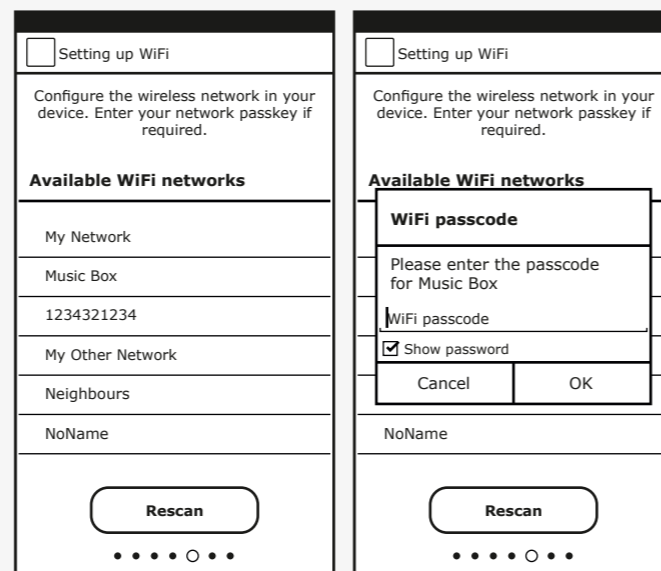 Setting up WiFi
Configure the wireless network in your
device. Enter your network passkey if
required.
Available WiFi networks
My Network
Music Box
1234321234
My Other Network
Neighbours
NoName
Rescan
Setting up WiFi
Configure the wireless network in your
device. Enter your network passkey if
required.
Available WiFi networks
WiFi passcode
Please enter the passcode
for Music Box
WiFi passcode
Show password
Cancel OK
NoName
Rescan